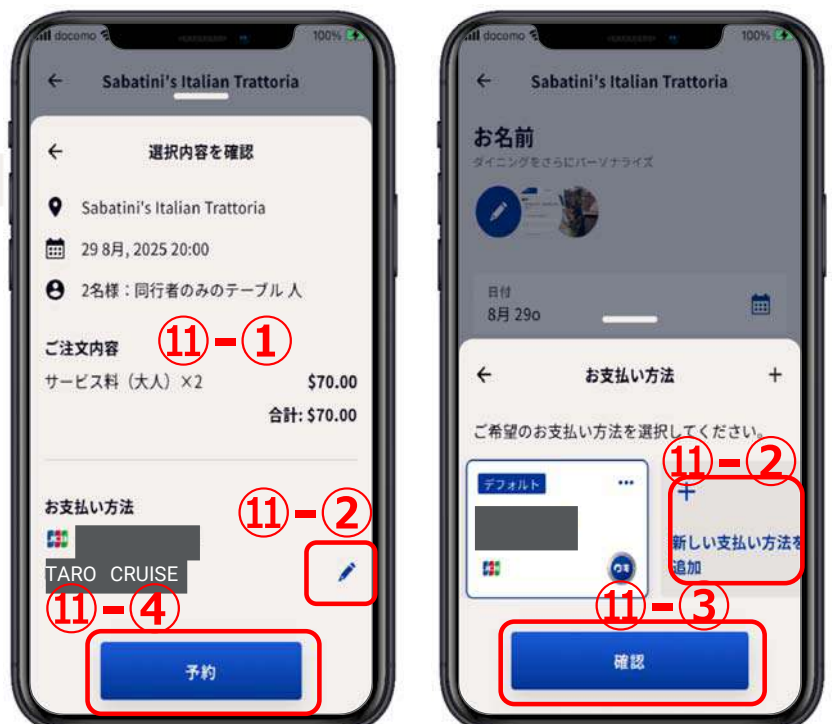 docomo
100%
Sabatini's Italian Trattoria
選択内容を確認
Sabatini's Italian Trattoria
29 8月, 2025 20:00
2名様：同行者のみのテーブル 人
⑪-①
ご注文内容
サービス料（大人）×2 $70.00
合計: $70.00
お支払い方法
⑪-②
JCB
TARO CRUISE
⑪-④
予約
docomo
100%
Sabatini's Italian Trattoria
お名前
ダイニングをさらにパーソナライズ
日付
8月 29o
お支払い方法 +
ご希望のお支払い方法を選択してください。
⑪-②
デフォルト ...
+
新しい支払い方法を
追加
JCB
⑪-③
確認